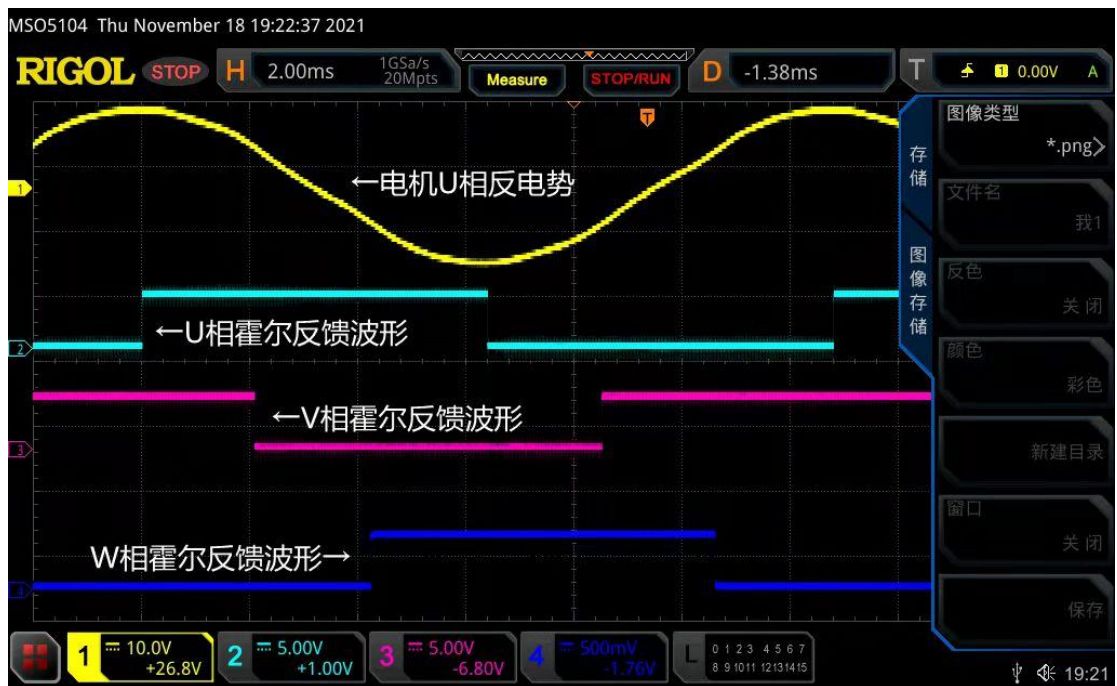 MSO5104 Thu November 18 19:22:37 2021
RIGOL STOP H 2.00ms 1GSa/s 20Mpts Measure STOP/RUN D -1.38ms T 1 0.00V A
T
图像类型
*.png
存储
文件名
我1
1
←电机U相反电势
图像存储
反色
关闭
←U相霍尔反馈波形
2
颜色
彩色
←V相霍尔反馈波形
3
新建目录
窗口
关闭
W相霍尔反馈波形→
4
保存
1 10.0V +26.8V 2 5.00V +1.00V 3 5.00V -6.80V 4 500mV -1.76V L 0 1 2 3 4 5 6 7
8 9 10 11 12 13 14 15
19:21